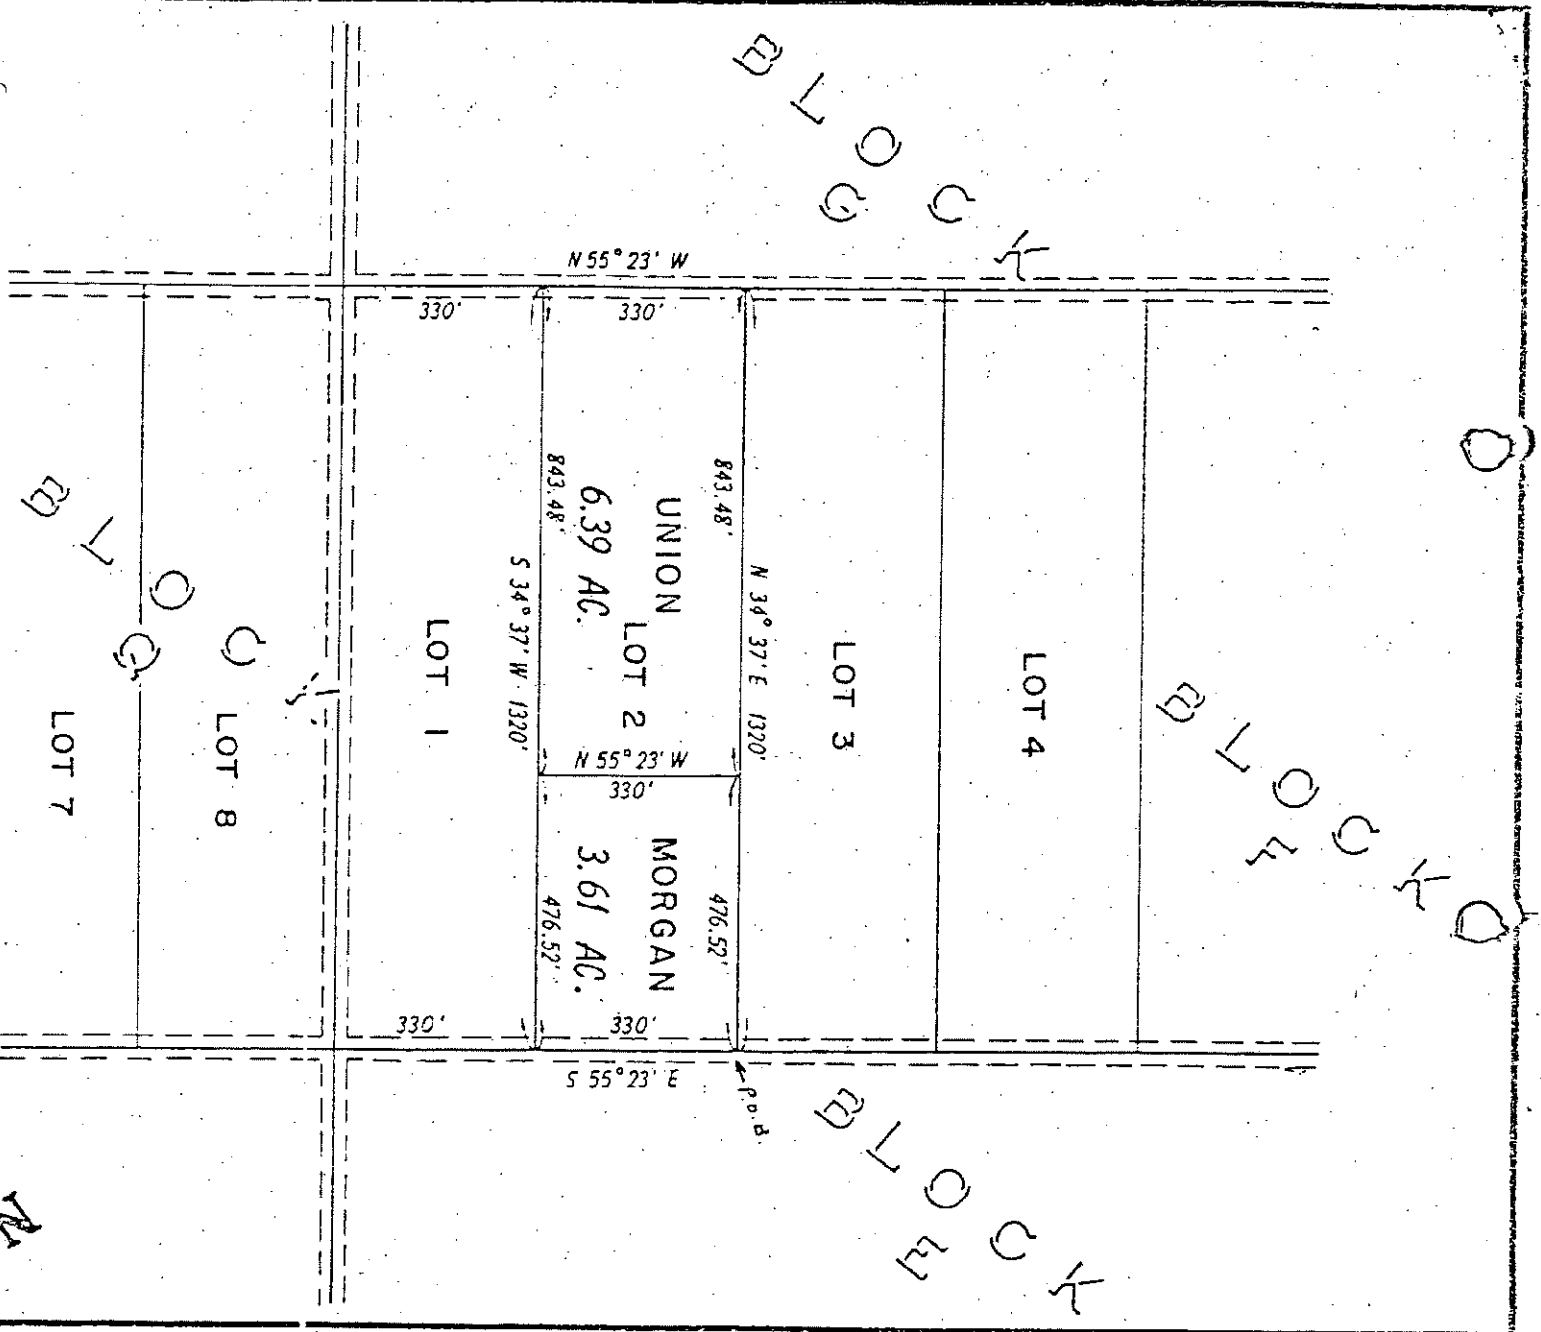 BLOCK
G
N 55° 23' W
330'
330'
843.48'
843.48'
UNION
6.39 AC.
LOT 2
N 34° 37' E 1320'
S 34° 37' W 1320'
LOT 1
LOT 3
LOT 4
BLOCK
F
BLOCK
Q
LOT 8
LOT 7
N 55° 23' W
330'
MORGAN
3.61 AC.
476.52'
476.52'
330'
330'
S 55° 23' E
P.O.B.
BLOCK
E
N